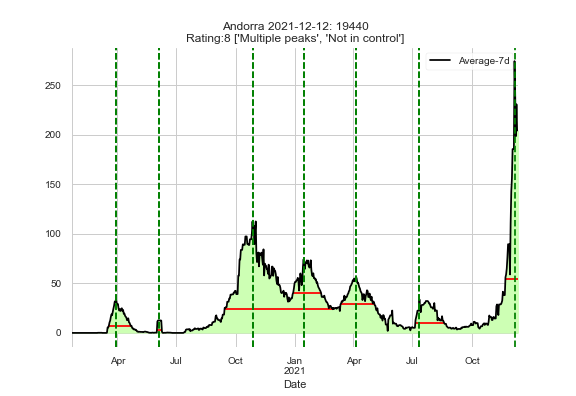 Andorra 2021-12-12: 19440
Rating:8 ['Multiple peaks', 'Not in control']
Average-7d
250
200
150
100
50
0
Apr Jul Oct Jan Apr Jul Oct
2021
Date